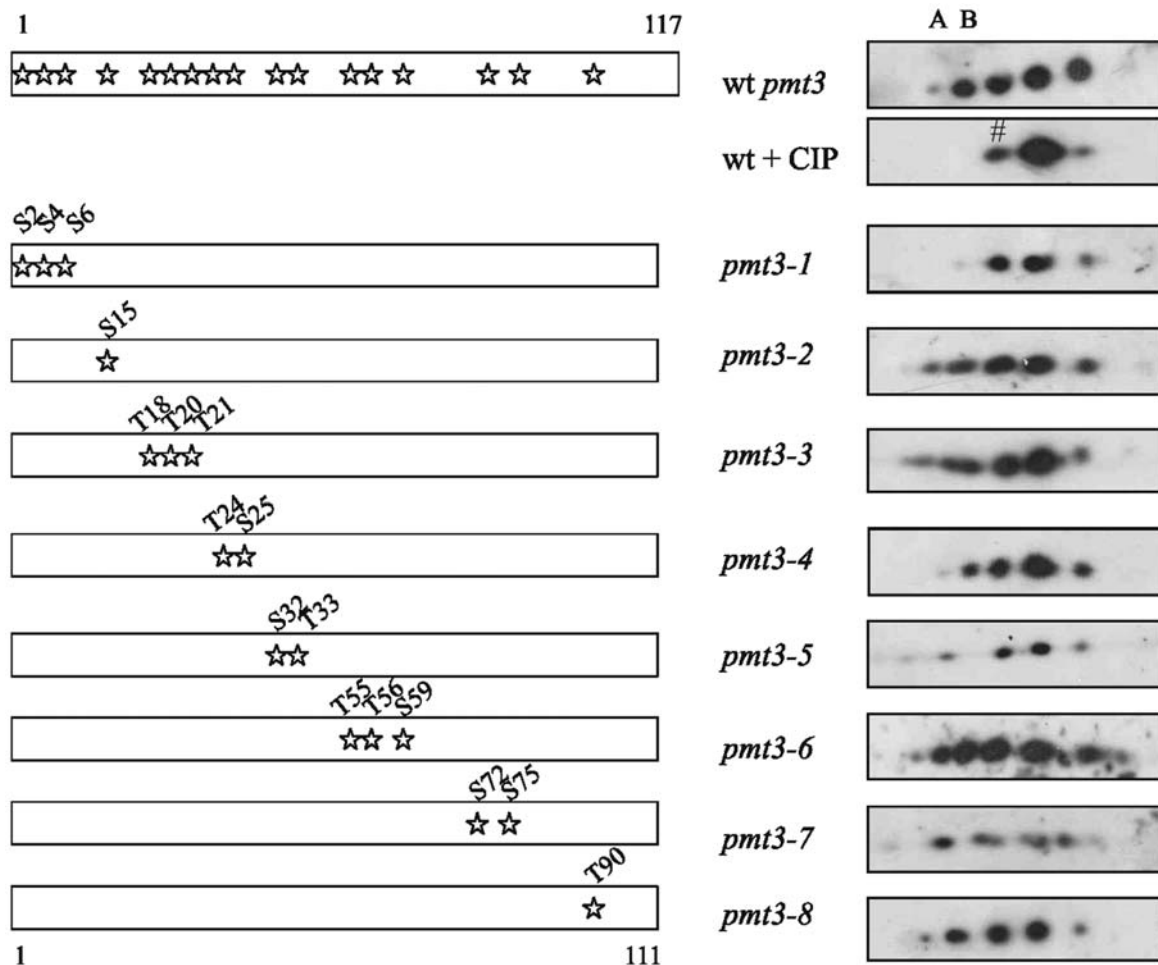 1 117 A B
wt pmt3
#
wt + CIP
S2 S4 S6
pmt3-1
S15
pmt3-2
T18 T20 T21
pmt3-3
T24 S25
pmt3-4
S32 T33
pmt3-5
T55 T56 S59
pmt3-6
S72 S75
pmt3-7
T90
pmt3-8
1 111